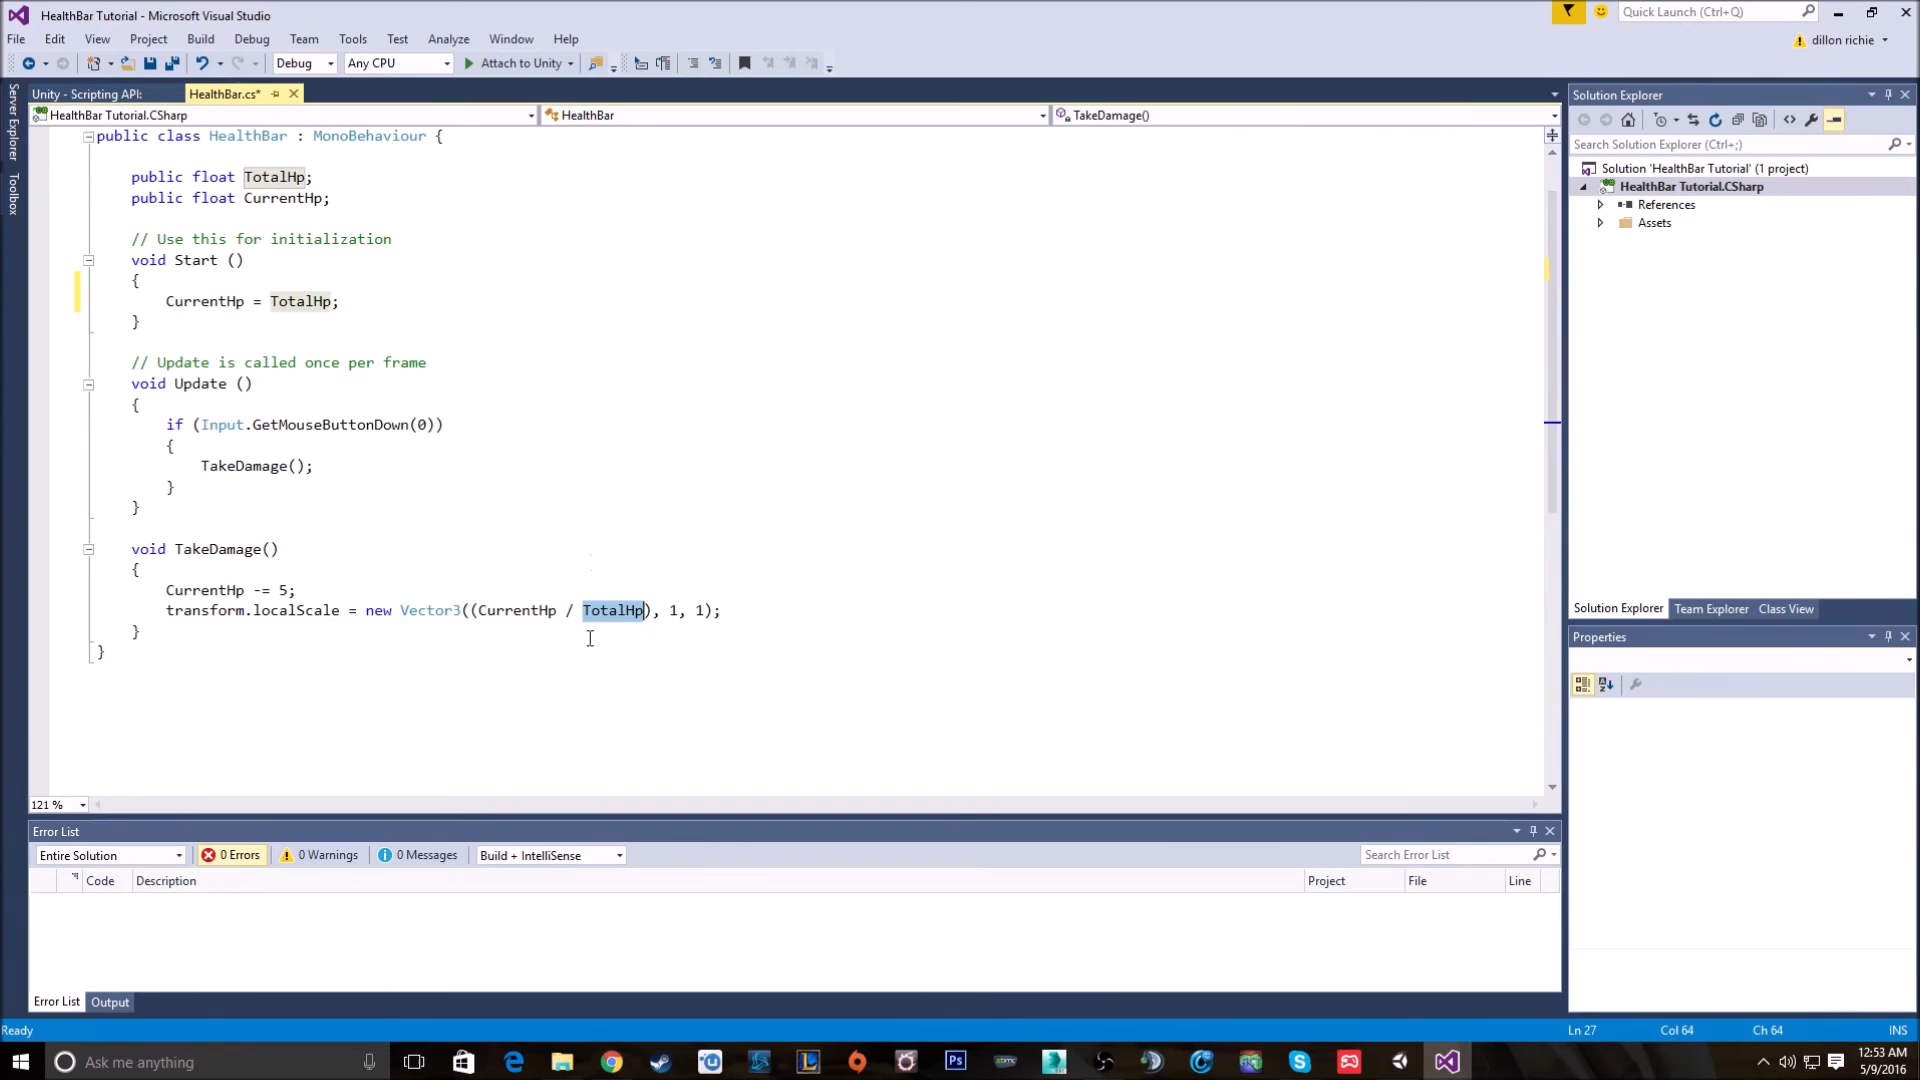 HealthBar Tutorial - Microsoft Visual Studio
Quick Launch (Ctrl+Q)
File Edit View Project Build Debug Team Tools Test Analyze Window Help
dillon richie
Debug Any CPU Attach to Unity
Server Explorer
Toolbox
Unity - Scripting API: HealthBar.cs*
HealthBar Tutorial.CSharp HealthBar TakeDamage()
public class HealthBar : MonoBehaviour {
public float TotalHp;
public float CurrentHp;
// Use this for initialization
void Start ()
{
CurrentHp = TotalHp;
}
// Update is called once per frame
void Update ()
{
if (Input.GetMouseButtonDown(0))
{
TakeDamage();
}
}
void TakeDamage()
{
CurrentHp -= 5;
transform.localScale = new Vector3((CurrentHp / TotalHp), 1, 1);
}
}
121 %
Solution Explorer
Search Solution Explorer (Ctrl+;)
Solution 'HealthBar Tutorial' (1 project)
HealthBar Tutorial.CSharp
References
Assets
Solution Explorer Team Explorer Class View
Properties
Error List
Entire Solution 0 Errors 0 Warnings 0 Messages Build + IntelliSense Search Error List
Code Description Project File Line
Error List Output
Ready Ln 27 Col 64 Ch 64 INS
Ask me anything
12:53 AM
5/9/2016